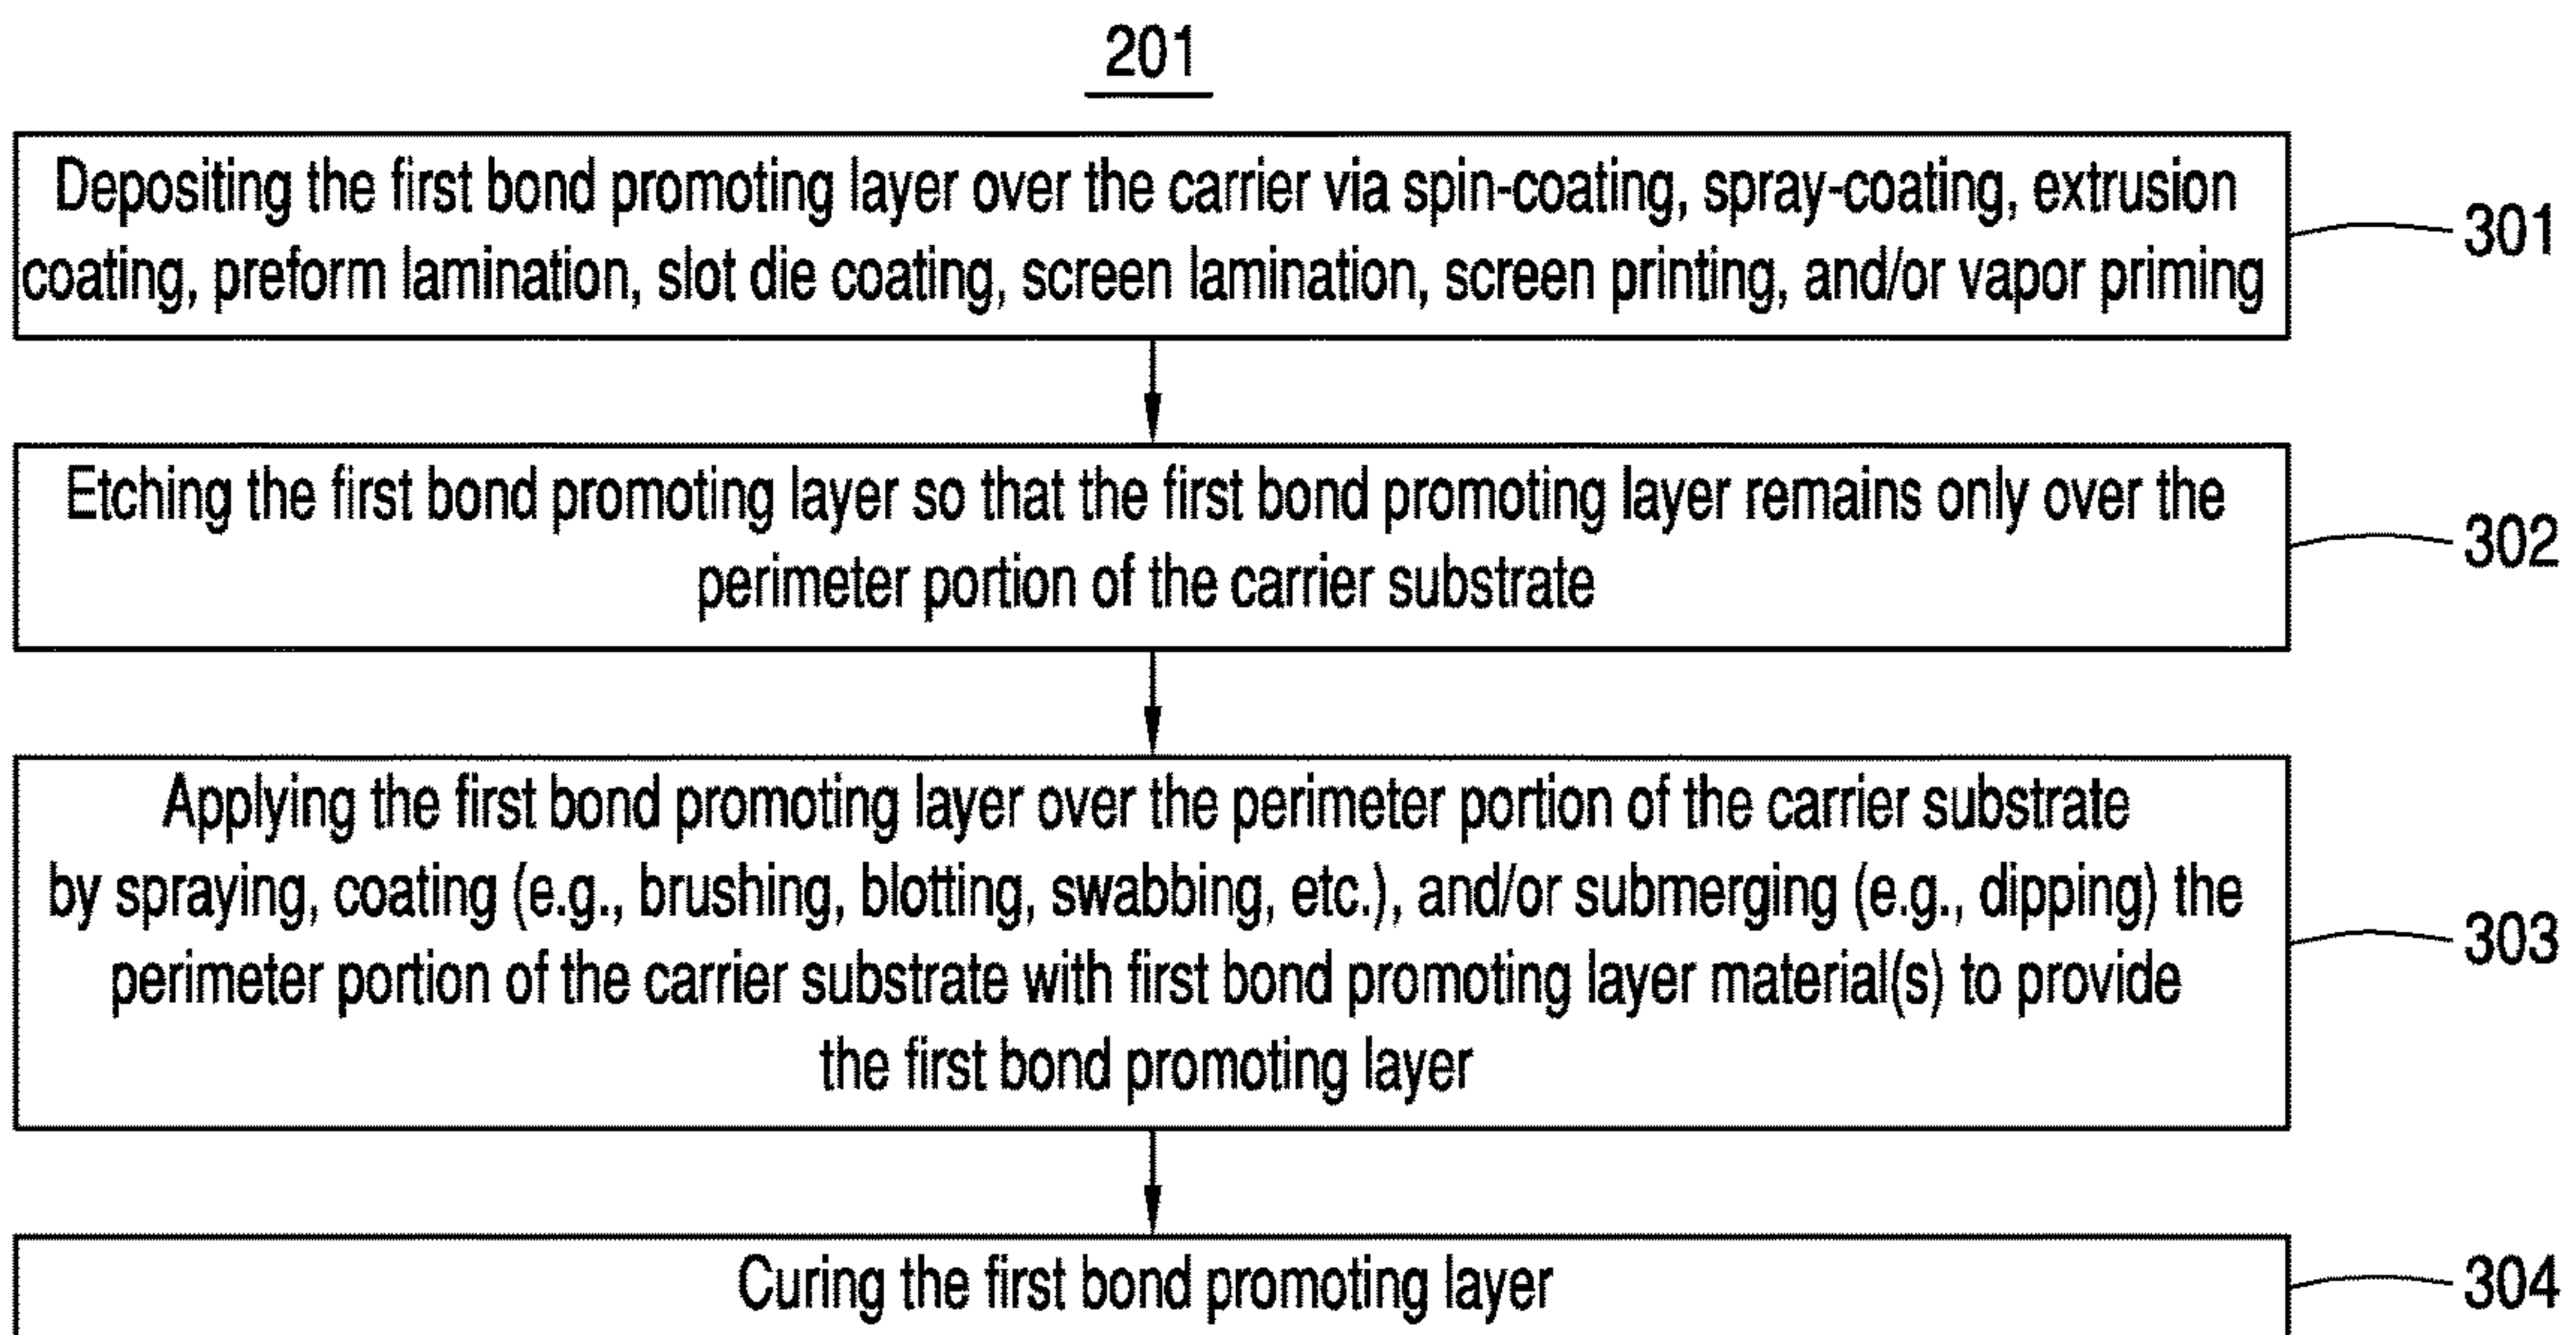 201
Depositing the first bond promoting layer over the carrier via spin-coating, spray-coating, extrusion
coating, preform lamination, slot die coating, screen lamination, screen printing, and/or vapor priming
301
Etching the first bond promoting layer so that the first bond promoting layer remains only over the
perimeter portion of the carrier substrate
302
Applying the first bond promoting layer over the perimeter portion of the carrier substrate
by spraying, coating (e.g., brushing, blotting, swabbing, etc.), and/or submerging (e.g., dipping) the
perimeter portion of the carrier substrate with first bond promoting layer material(s) to provide
the first bond promoting layer
303
Curing the first bond promoting layer
304